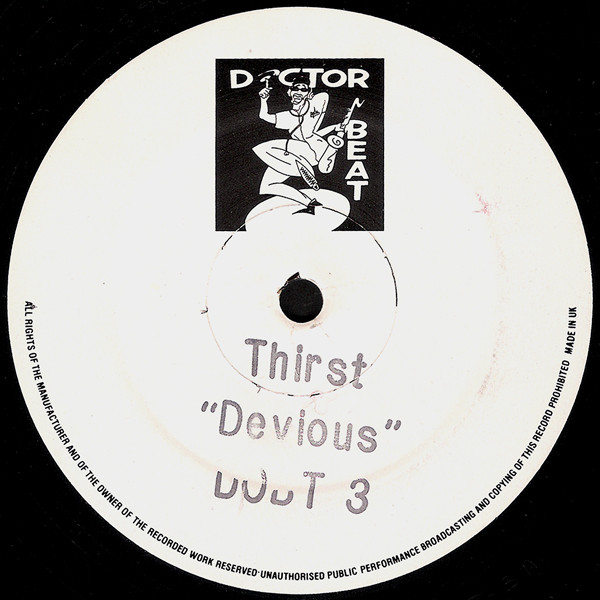 DOCTOR
BEAT
Thirst
"Devious"
DOBT 3
ALL RIGHTS OF THE MANUFACTURER AND OF THE OWNER OF THE RECORDED WORK RESERVED·UNAUTHORISED PUBLIC PERFORMANCE BROADCASTING AND COPYING OF THIS RECORD PROHIBITED MADE IN UK